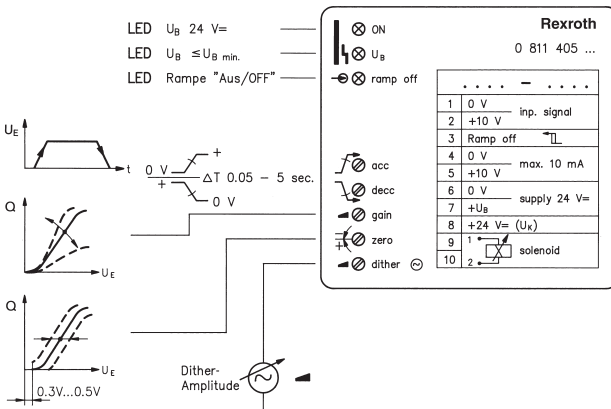 LED U_B 24 V=
LED U_B ≤U_B min.
LED Rampe "Aus/OFF"
ON
U_B
ramp off
Rexroth
0 811 405 ...
. . . . – . . . .
1 0 V
2 +10 V
inp. signal
3 Ramp off
4 0 V
5 +10 V
max. 10 mA
6 0 V
7 +U_B
supply 24 V=
8 +24 V= (U_K)
9 1
10 2
solenoid
acc
decc
gain
zero
+
dither
U_E
t
0 V +
+ 0 V
ΔT 0.05 – 5 sec.
Q
U_E
Q
U_E
0.3V...0.5V
Dither-
Amplitude